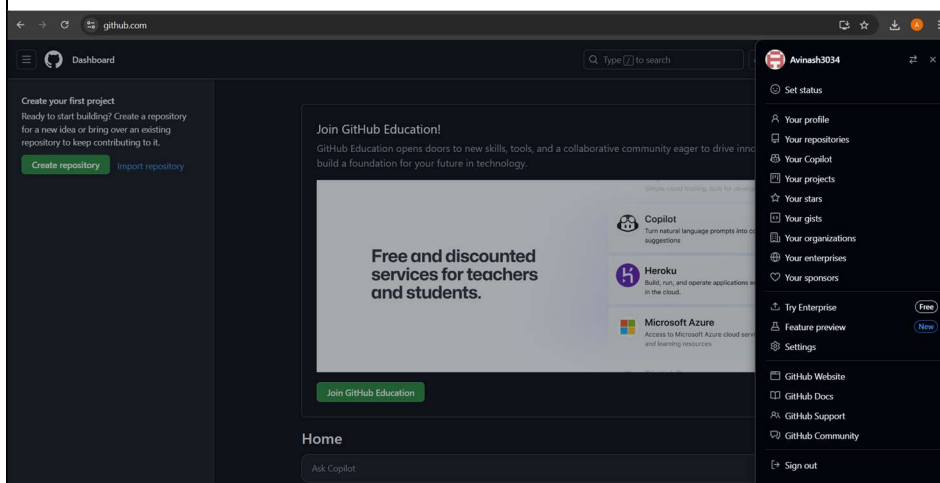 github.com
A
Dashboard
Type / to search
Create your first project
Ready to start building? Create a repository
for a new idea or bring over an existing
repository to keep contributing to it.
Create repository
Import repository
Join GitHub Education!
GitHub Education opens doors to new skills, tools, and a collaborative community eager to drive
build a foundation for your future in technology.
Free and discounted
services for teachers
and students.
Copilot
Turn natural language prompts into
suggestions
Heroku
Build, run, and operate applications
in the cloud.
Microsoft Azure
Access to Microsoft Azure cloud
and learning resources
Join GitHub Education
Home
Ask Copilot
Avinash3034
Set status
Your profile
Your repositories
Your Copilot
Your projects
Your stars
Your gists
Your organizations
Your enterprises
Your sponsors
Try Enterprise
Free
Feature preview
New
Settings
GitHub Website
GitHub Docs
GitHub Support
GitHub Community
Sign out